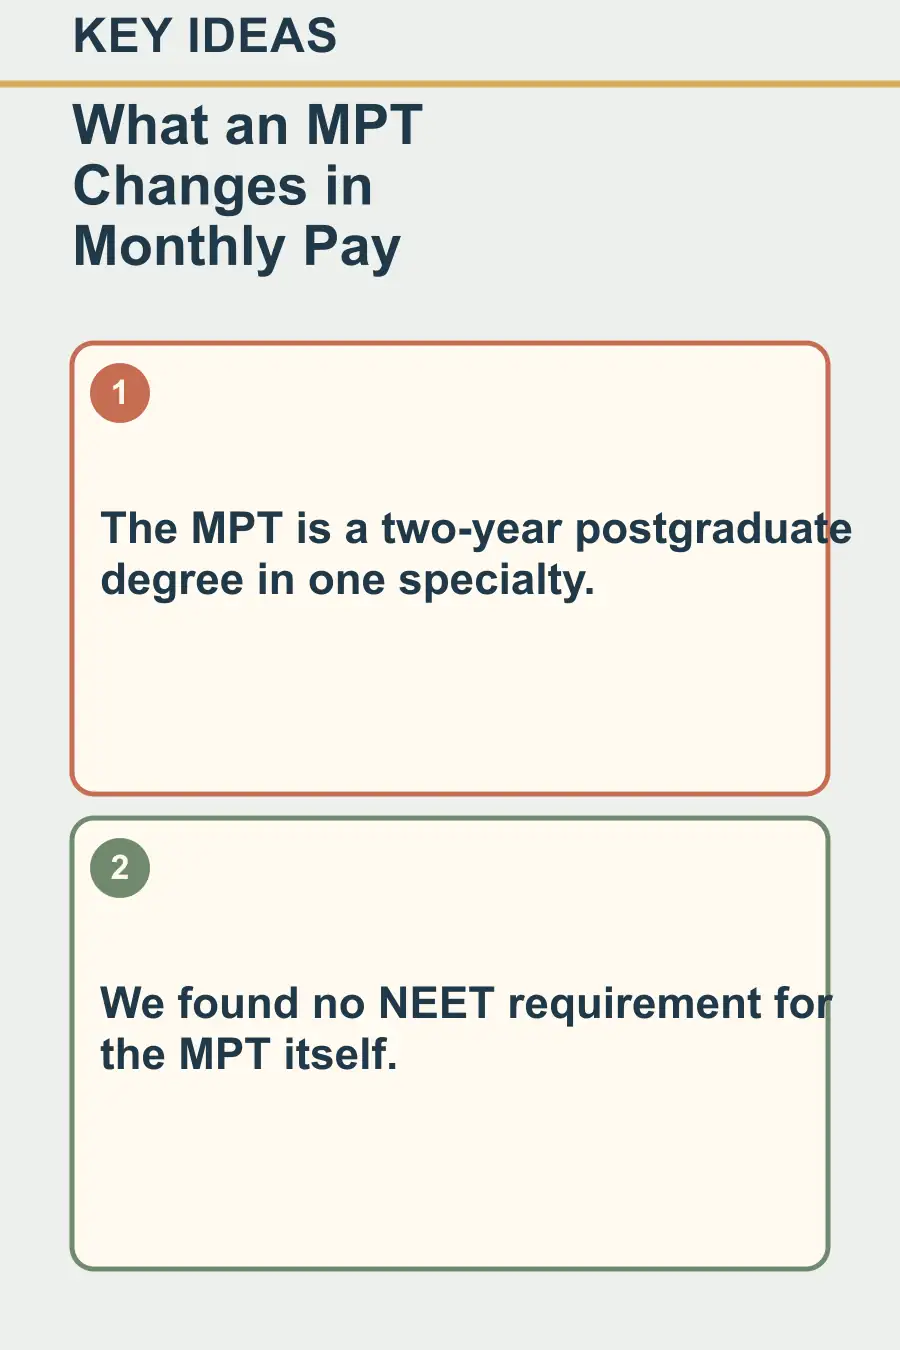 KEY IDEAS
What an MPT
Changes in
Monthly Pay
1
The MPT is a two-year postgraduate
degree in one specialty.
2
We found no NEET requirement for
the MPT itself.